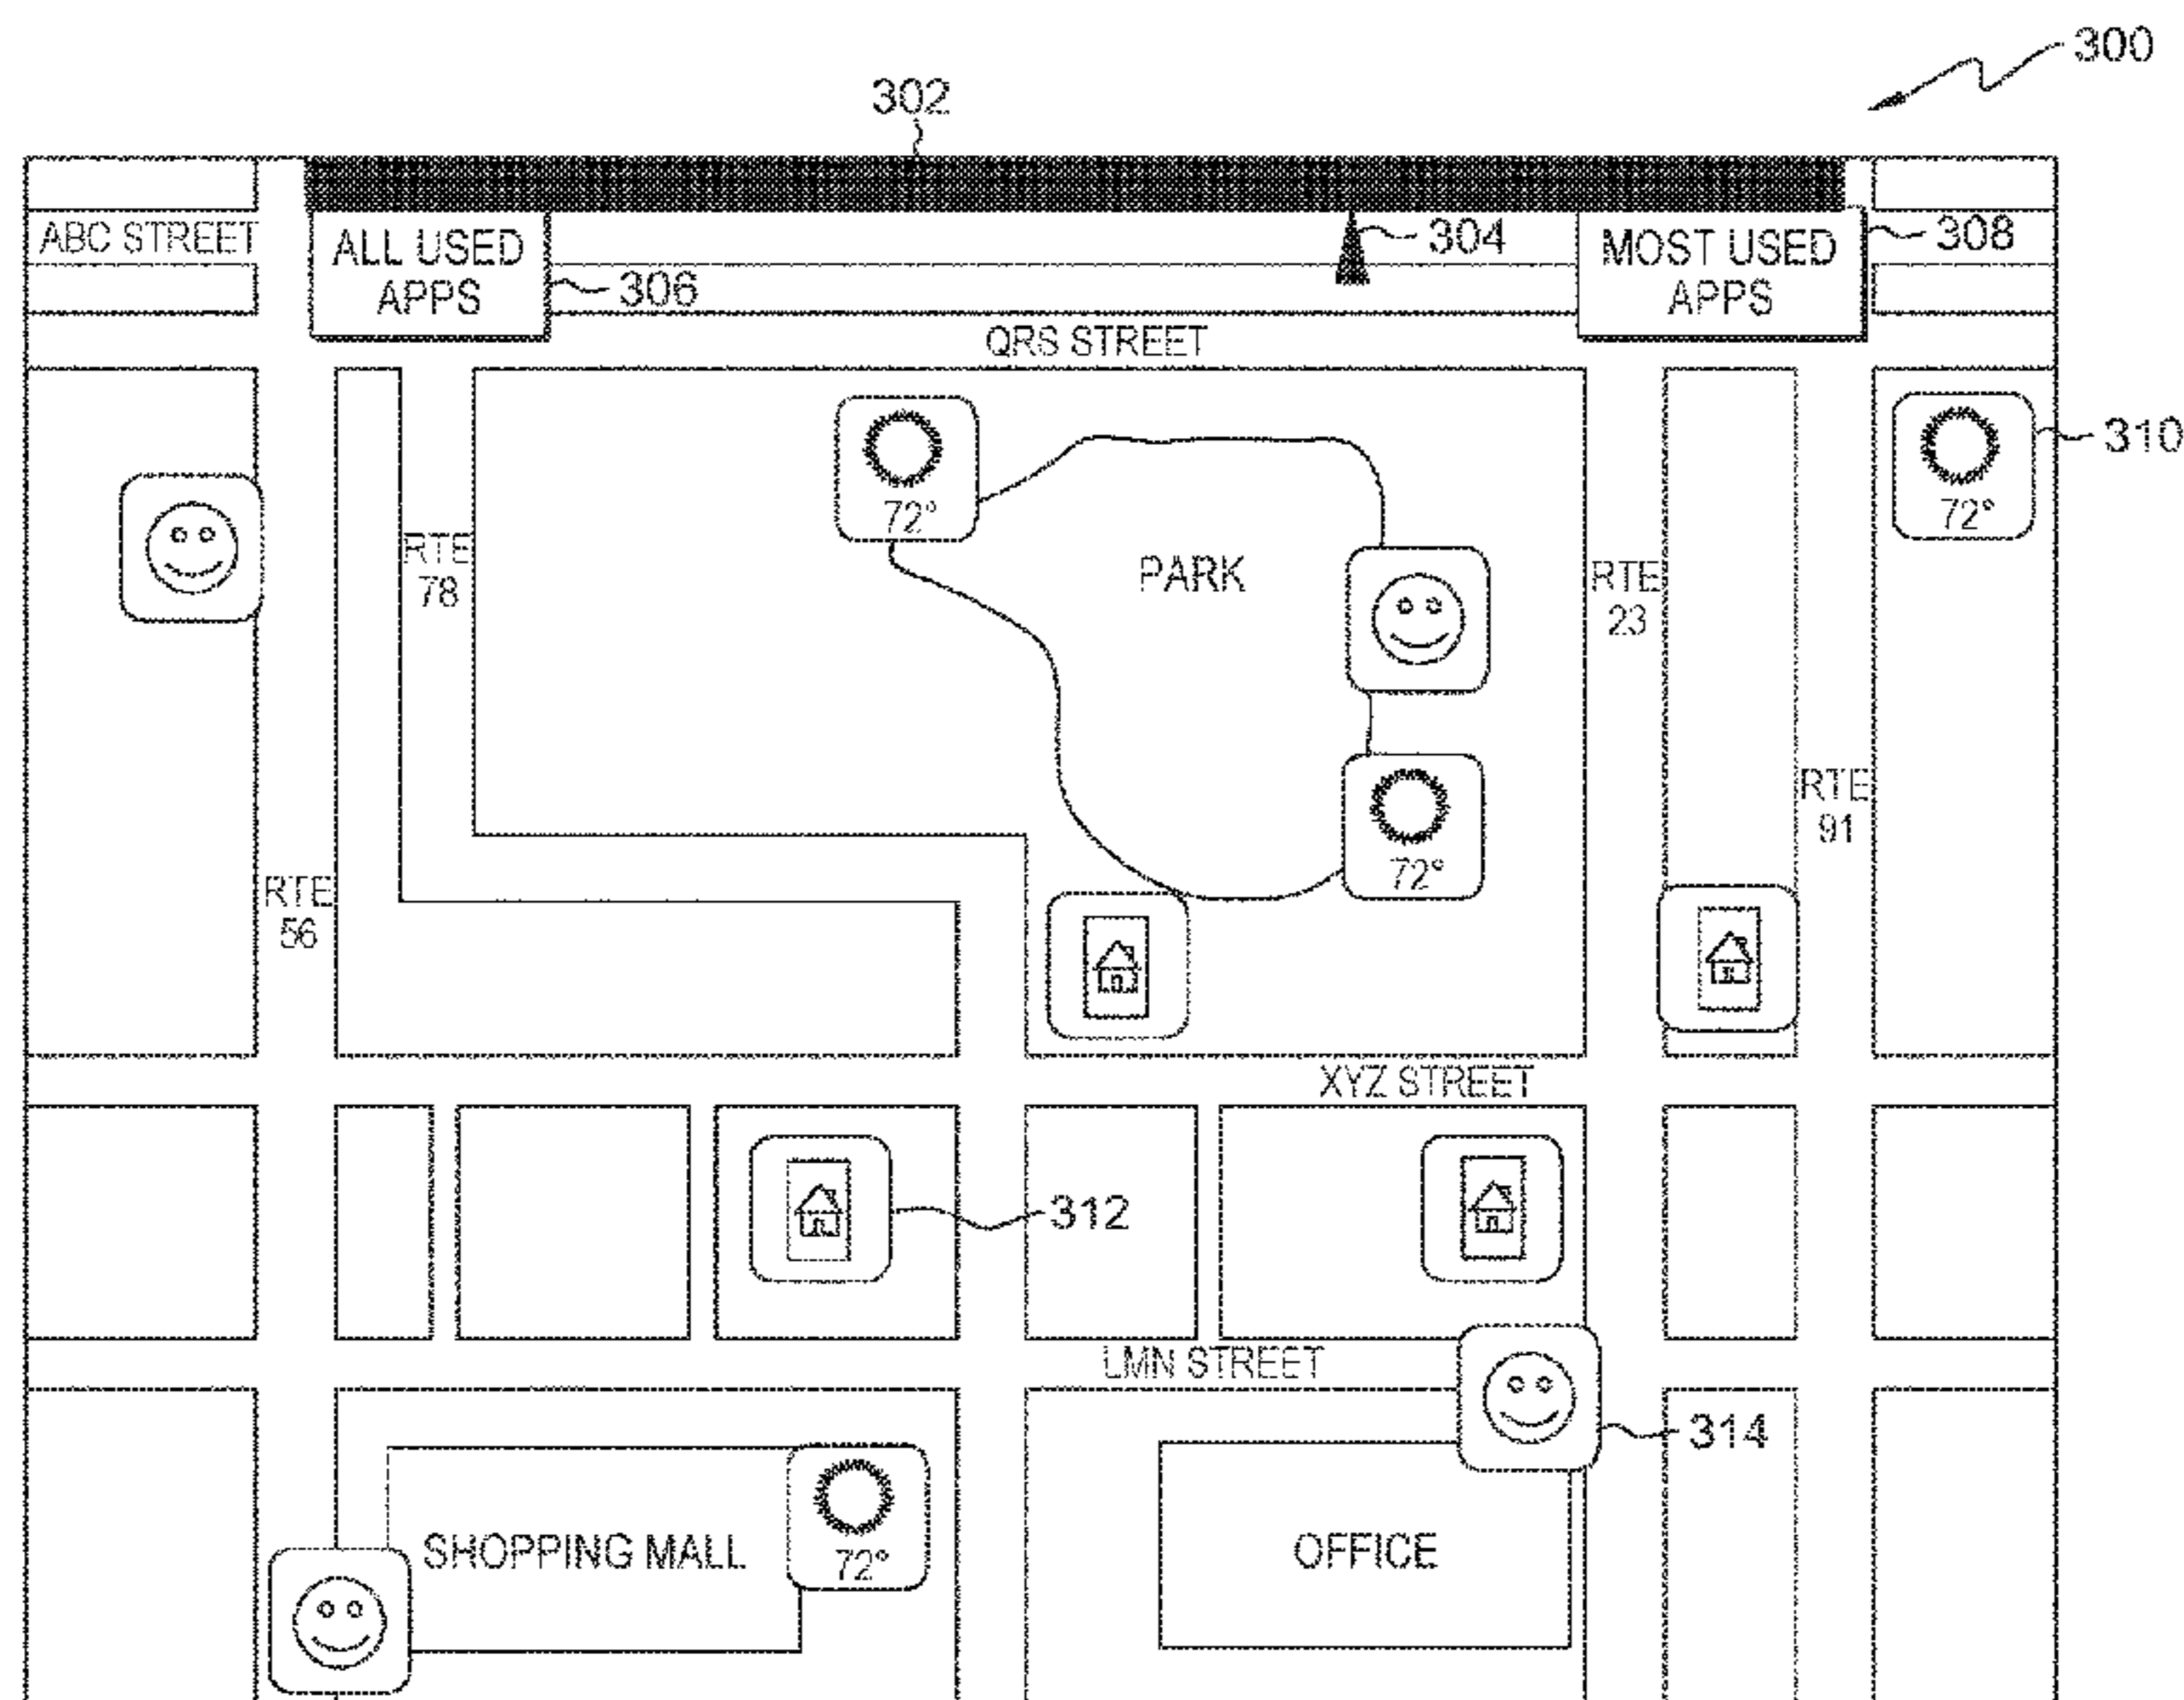 300
302
ABC STREET
ALL USED
APPS
306
304
MOST USED
APPS
308
QRS STREET
72°
72°
310
RTE
78
PARK
RTE
23
RTE
91
72°
RTE
56
XYZ STREET
312
LMN STREET
314
SHOPPING MALL
72°
OFFICE